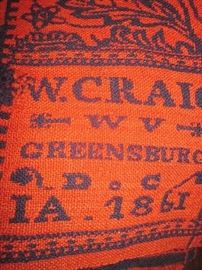 W. CRAIG
W V
GREENSBURG
D. C
IA. 1861